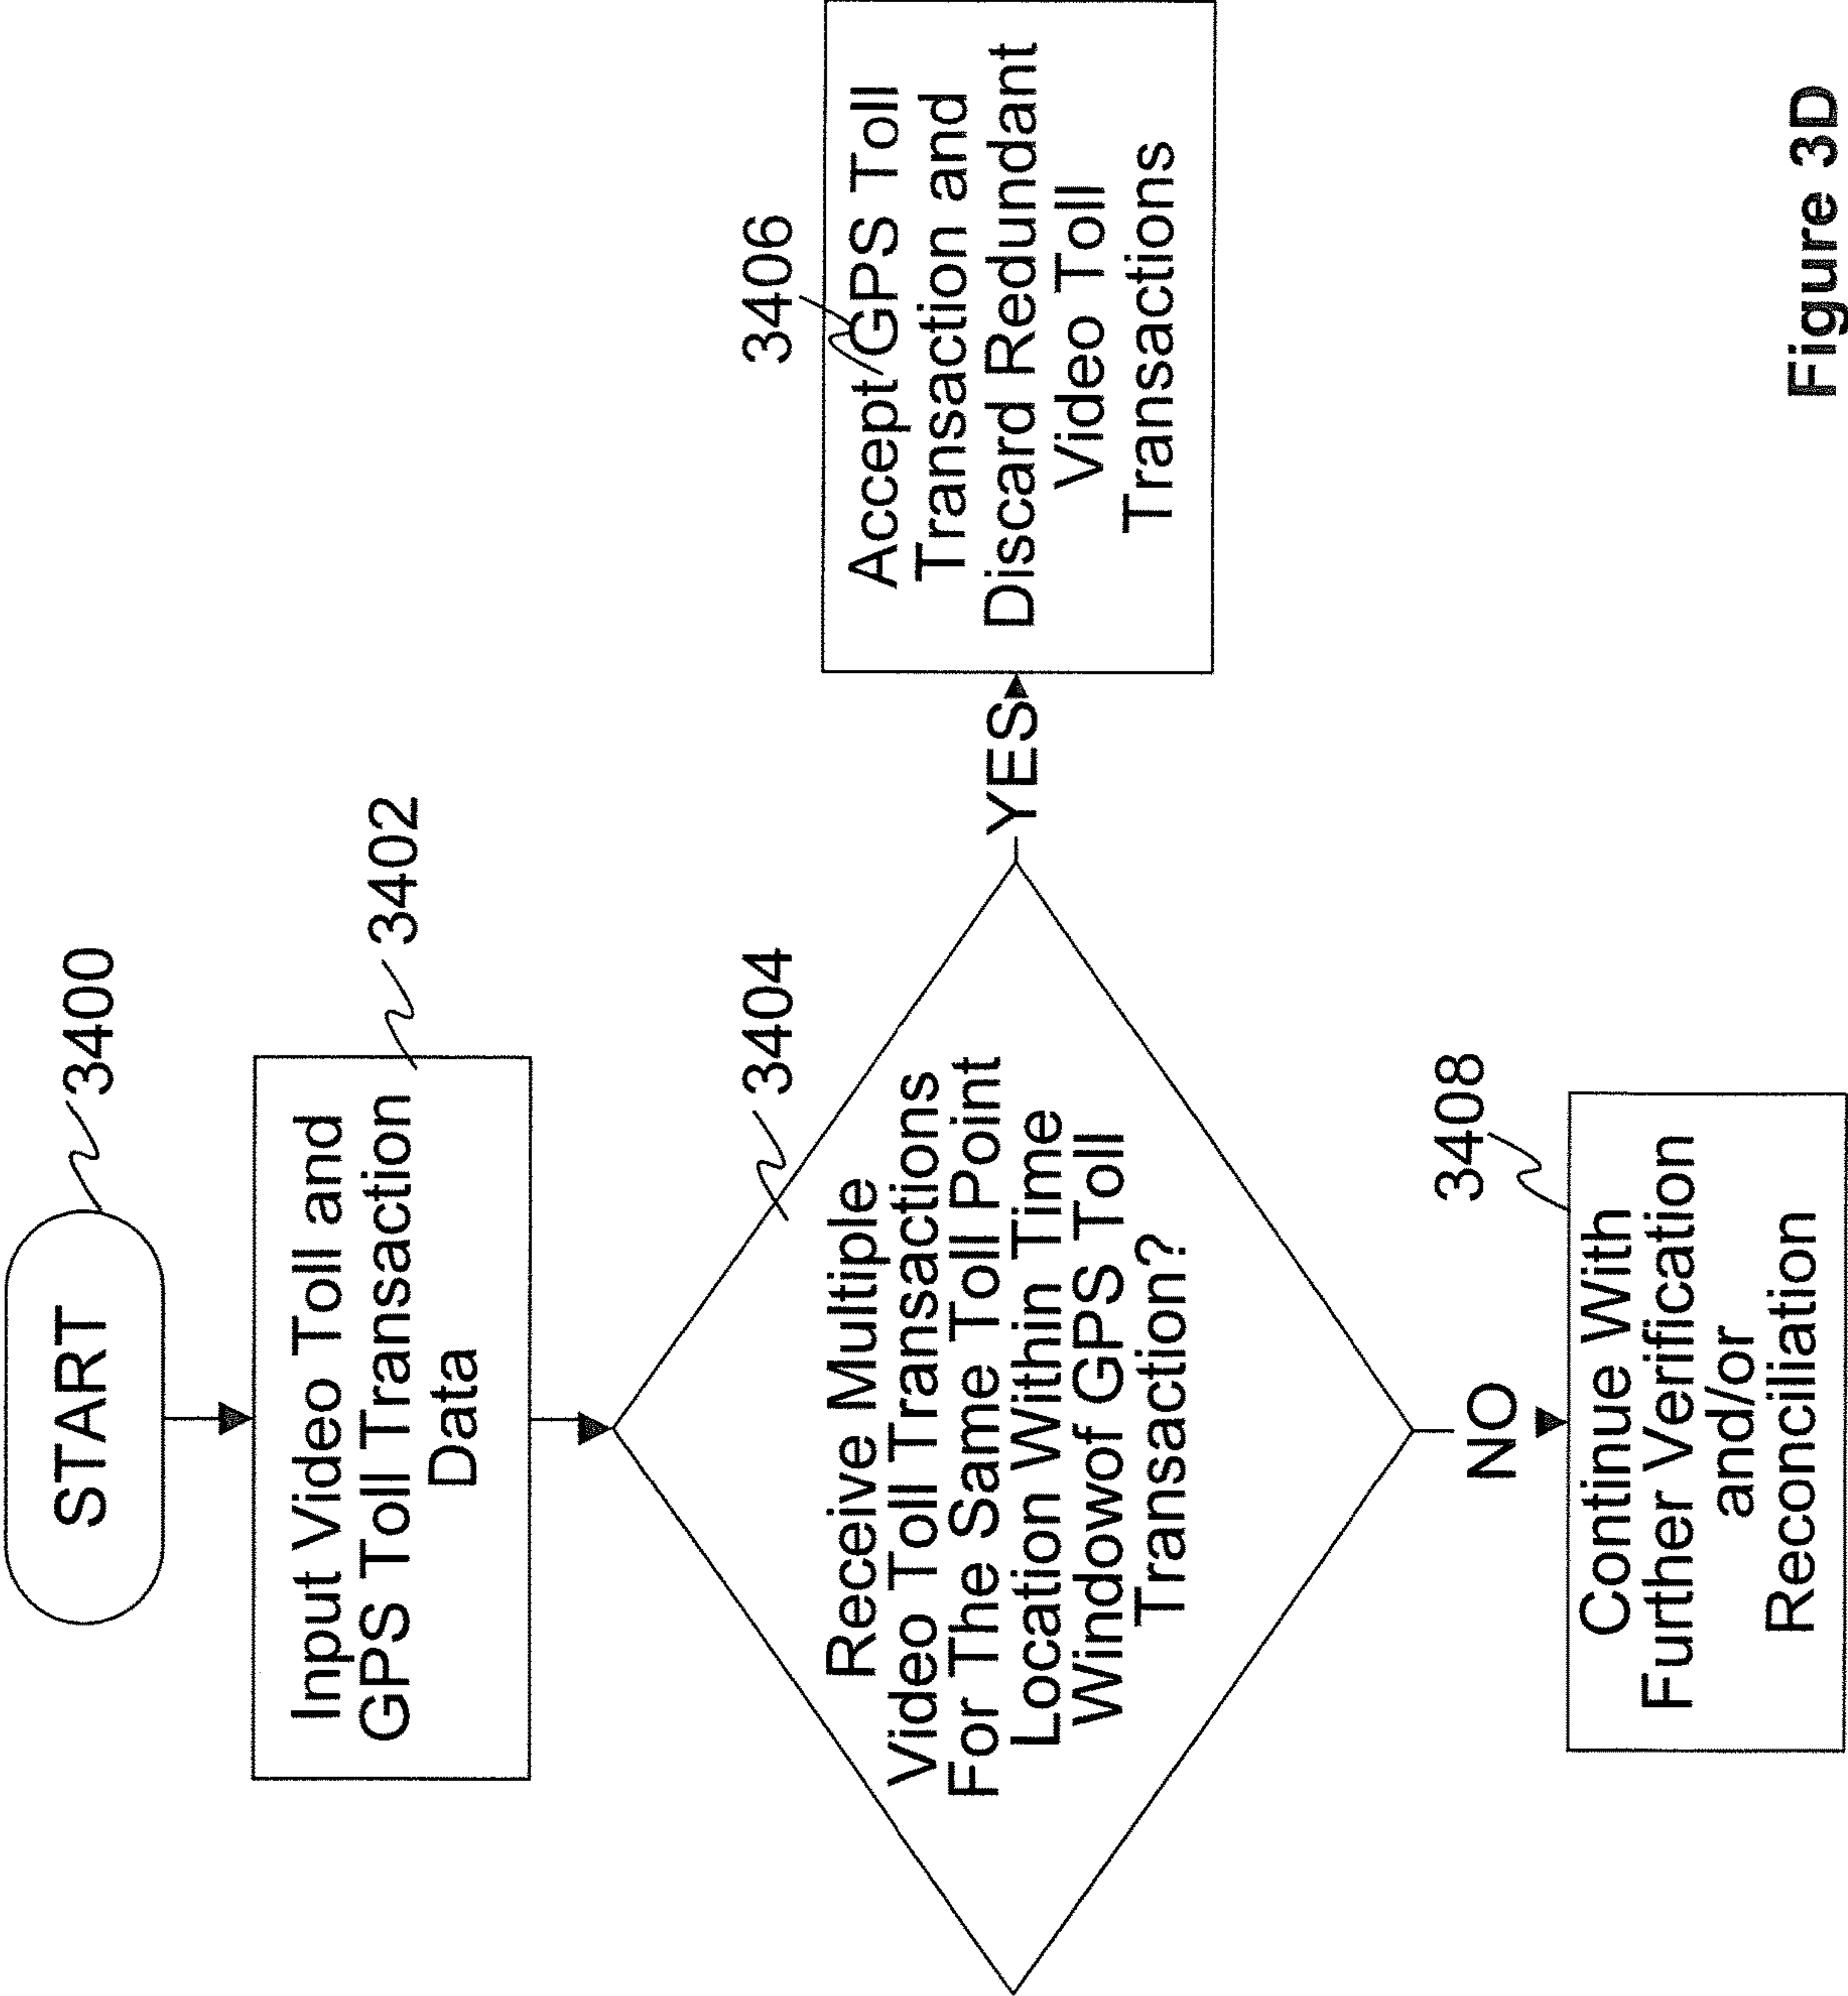 START
3400
Input Video Toll and
GPS Toll Transaction
Data
3402
Receive Multiple
Video Toll Transactions
For The Same Toll Point
Location Within Time
Windowof GPS Toll
Transaction?
3404
YES
3406
Accept GPS Toll
Transaction and
Discard Redundant
Video Toll
Transactions
NO
3408
Continue With
Further Verification
and/or
Reconciliation
Figure 3D